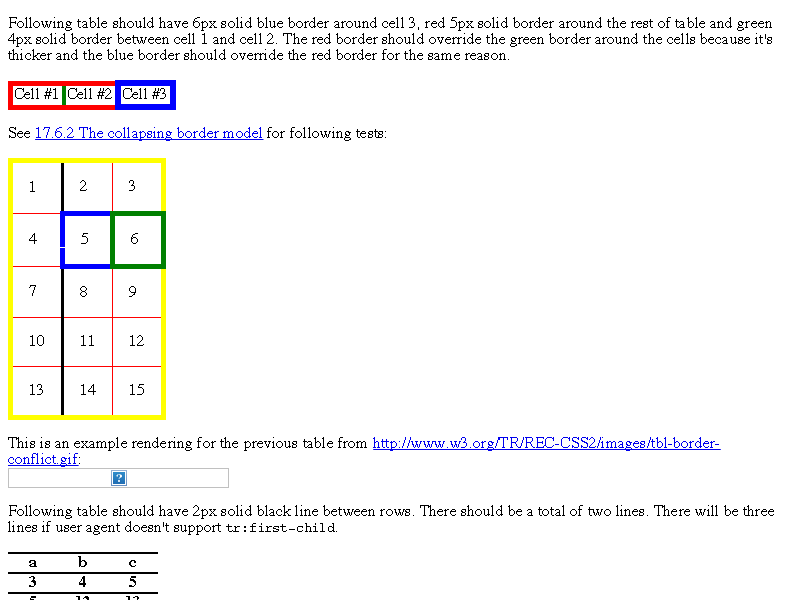 Following table should have 6px solid blue border around cell 3, red 5px solid border around the rest of table and green
4px solid border between cell 1 and cell 2. The red border should override the green border around the cells because it's
thicker and the blue border should override the red border for the same reason.
Cell #1 Cell #2 Cell #3
See 17.6.2 The collapsing border model for following tests:
1 2 3
4 5 6
7 8 9
10 11 12
13 14 15
This is an example rendering for the previous table from http://www.w3.org/TR/REC-CSS2/images/tbl-border-
conflict.gif:
Following table should have 2px solid black line between rows. There should be a total of two lines. There will be three
lines if user agent doesn't support tr:first-child.
a b c
3 4 5
5 12 13